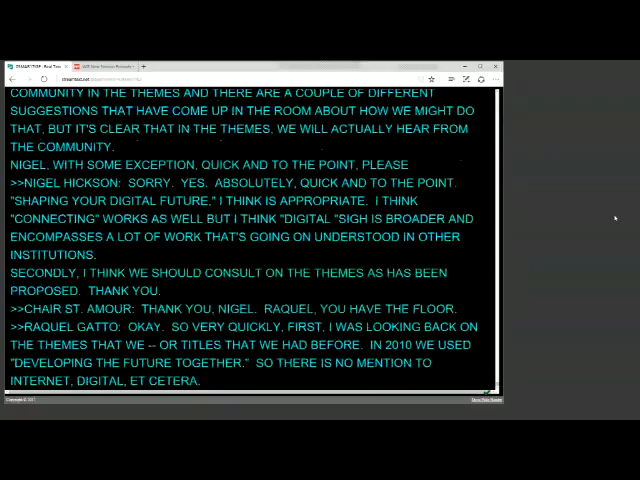 COMMUNITY IN THE THEMES AND THERE ARE A COUPLE OF DIFFERENT
SUGGESTIONS THAT HAVE COME UP IN THE ROOM ABOUT HOW WE MIGHT DO
THAT, BUT IT'S CLEAR THAT IN THE THEMES, WE WILL ACTUALLY HEAR FROM
THE COMMUNITY.
NIGEL, WITH SOME EXCEPTION, QUICK AND TO THE POINT, PLEASE
>>NIGEL HICKSON:  SORRY.  YES.  ABSOLUTELY, QUICK AND TO THE POINT.
"SHAPING YOUR DIGITAL FUTURE," I THINK IS APPROPRIATE.  I THINK
"CONNECTING" WORKS AS WELL BUT I THINK "DIGITAL "SIGH IS BROADER AND
ENCOMPASSES A LOT OF WORK THAT'S GOING ON UNDERSTOOD IN OTHER
INSTITUTIONS.
SECONDLY, I THINK WE SHOULD CONSULT ON THE THEMES AS HAS BEEN
PROPOSED.  THANK YOU.
>>CHAIR ST. AMOUR:  THANK YOU, NIGEL.  RAQUEL, YOU HAVE THE FLOOR.
>>RAQUEL GATTO:  OKAY.  SO VERY QUICKLY, FIRST, I WAS LOOKING BACK ON
THE THEMES THAT WE -- OR TITLES THAT WE HAD BEFORE.  IN 2010 WE USED
"DEVELOPING THE FUTURE TOGETHER."  SO THERE IS NO MENTION TO
INTERNET, DIGITAL, ET CETERA.